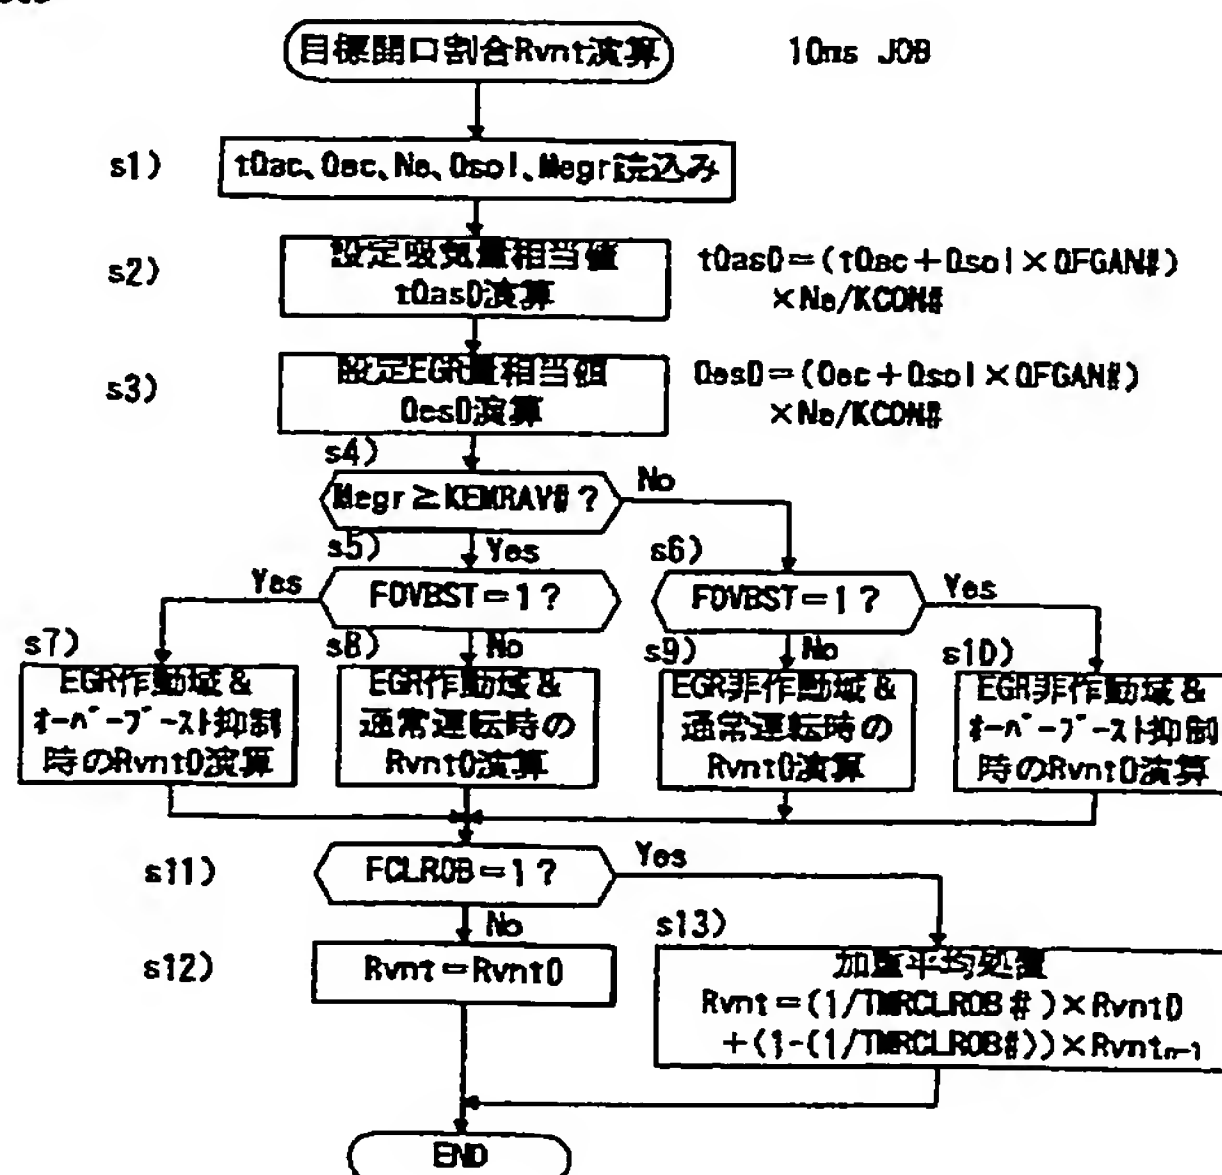 目標開口割合Rvnt演算
10ms JOB
s1)
tQac、Qec、Ne、Qsol、Megr読込み
s2)
設定吸気量相当値
tQas0演算
tQas0=(tQac+Qsol×QFGAN#)
×Ne/KCON#
s3)
設定EGR量相当値
Qes0演算
Qes0=(Qec+Qsol×QFGAN#)
×Ne/KCON#
s4)
Megr≧KEMRAV#?
No
s5)
Yes
s6)
Yes
FOVBST=1?
FOVBST=1?
Yes
s7)
s8)
No
s9)
No
s10)
EGR作動域&
オーバーブースト抑制
時のRvnt0演算
EGR作動域&
通常運転時の
Rvnt0演算
EGR非作動域&
通常運転時の
Rvnt0演算
EGR非作動域&
オーバーブースト抑制
時のRvnt0演算
s11)
FCLROB=1?
Yes
No
s12)
Rvnt=Rvnt0
s13)
加重平均処置
Rvnt=(1/TMRCLROB#)×Rvnt0
+(1-(1/TMRCLROB#))×Rvntn-1
END